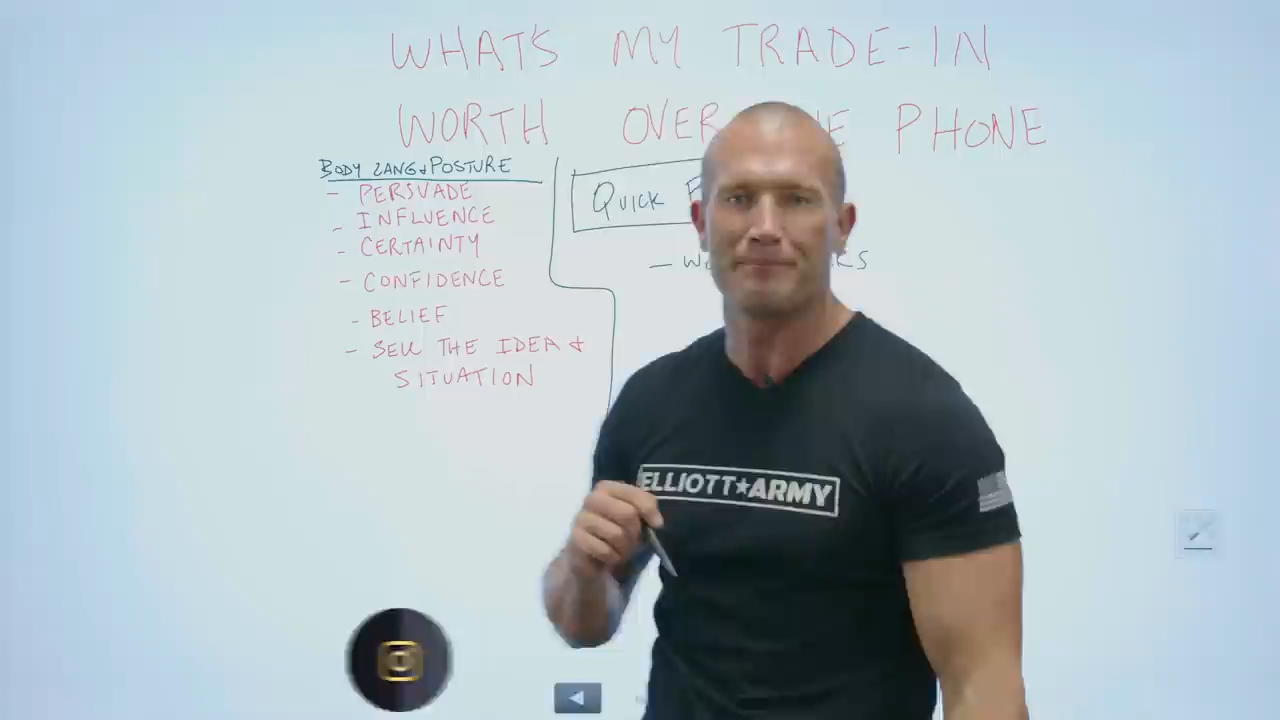 WHAT'S MY TRADE-IN
WORTH OVER PHONE
BODY LANG + POSTURE
- PERSUADE
- INFLUENCE
- CERTAINTY
- CONFIDENCE
- BELIEF
- SELL THE IDEA +
SITUATION
QUICK
ELLIOTT★ARMY